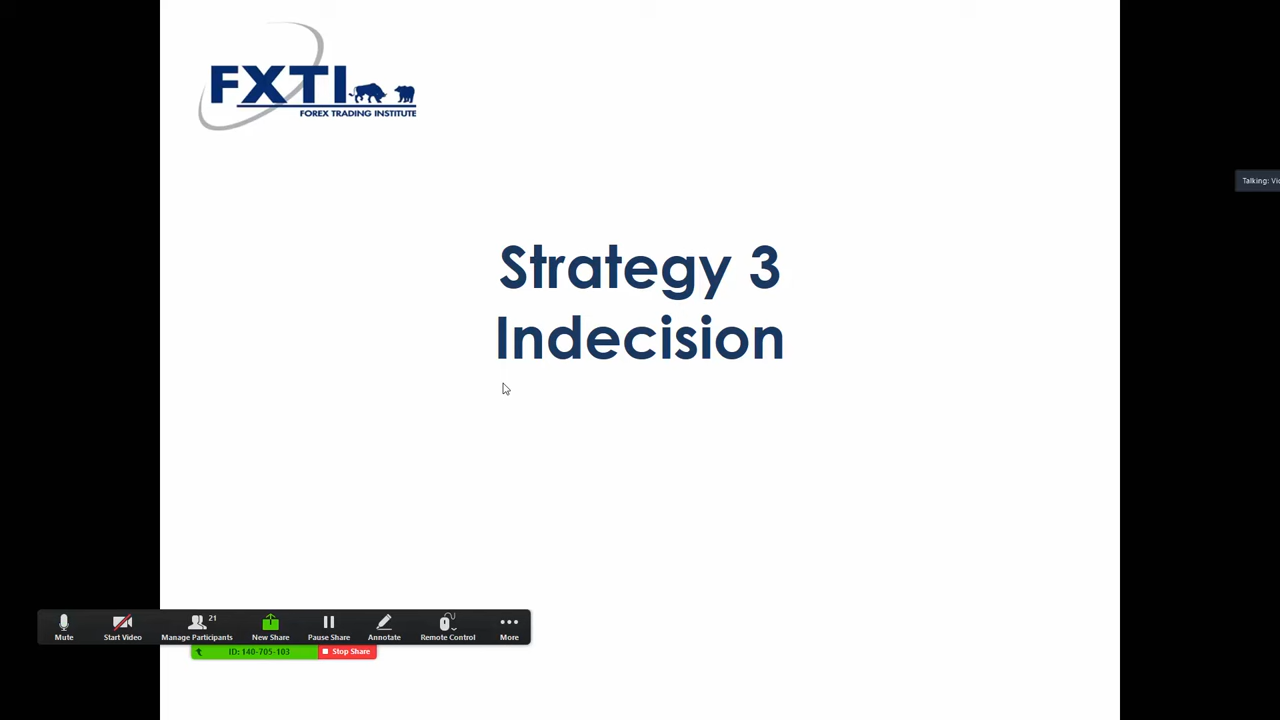 FXTI
FOREX TRADING INSTITUTE
Talking:
Strategy 3
Indecision
21
Mute
Start Video
Manage Participants
New Share
Pause Share
Annotate
Remote Control
More
ID: 140-705-103
Stop Share